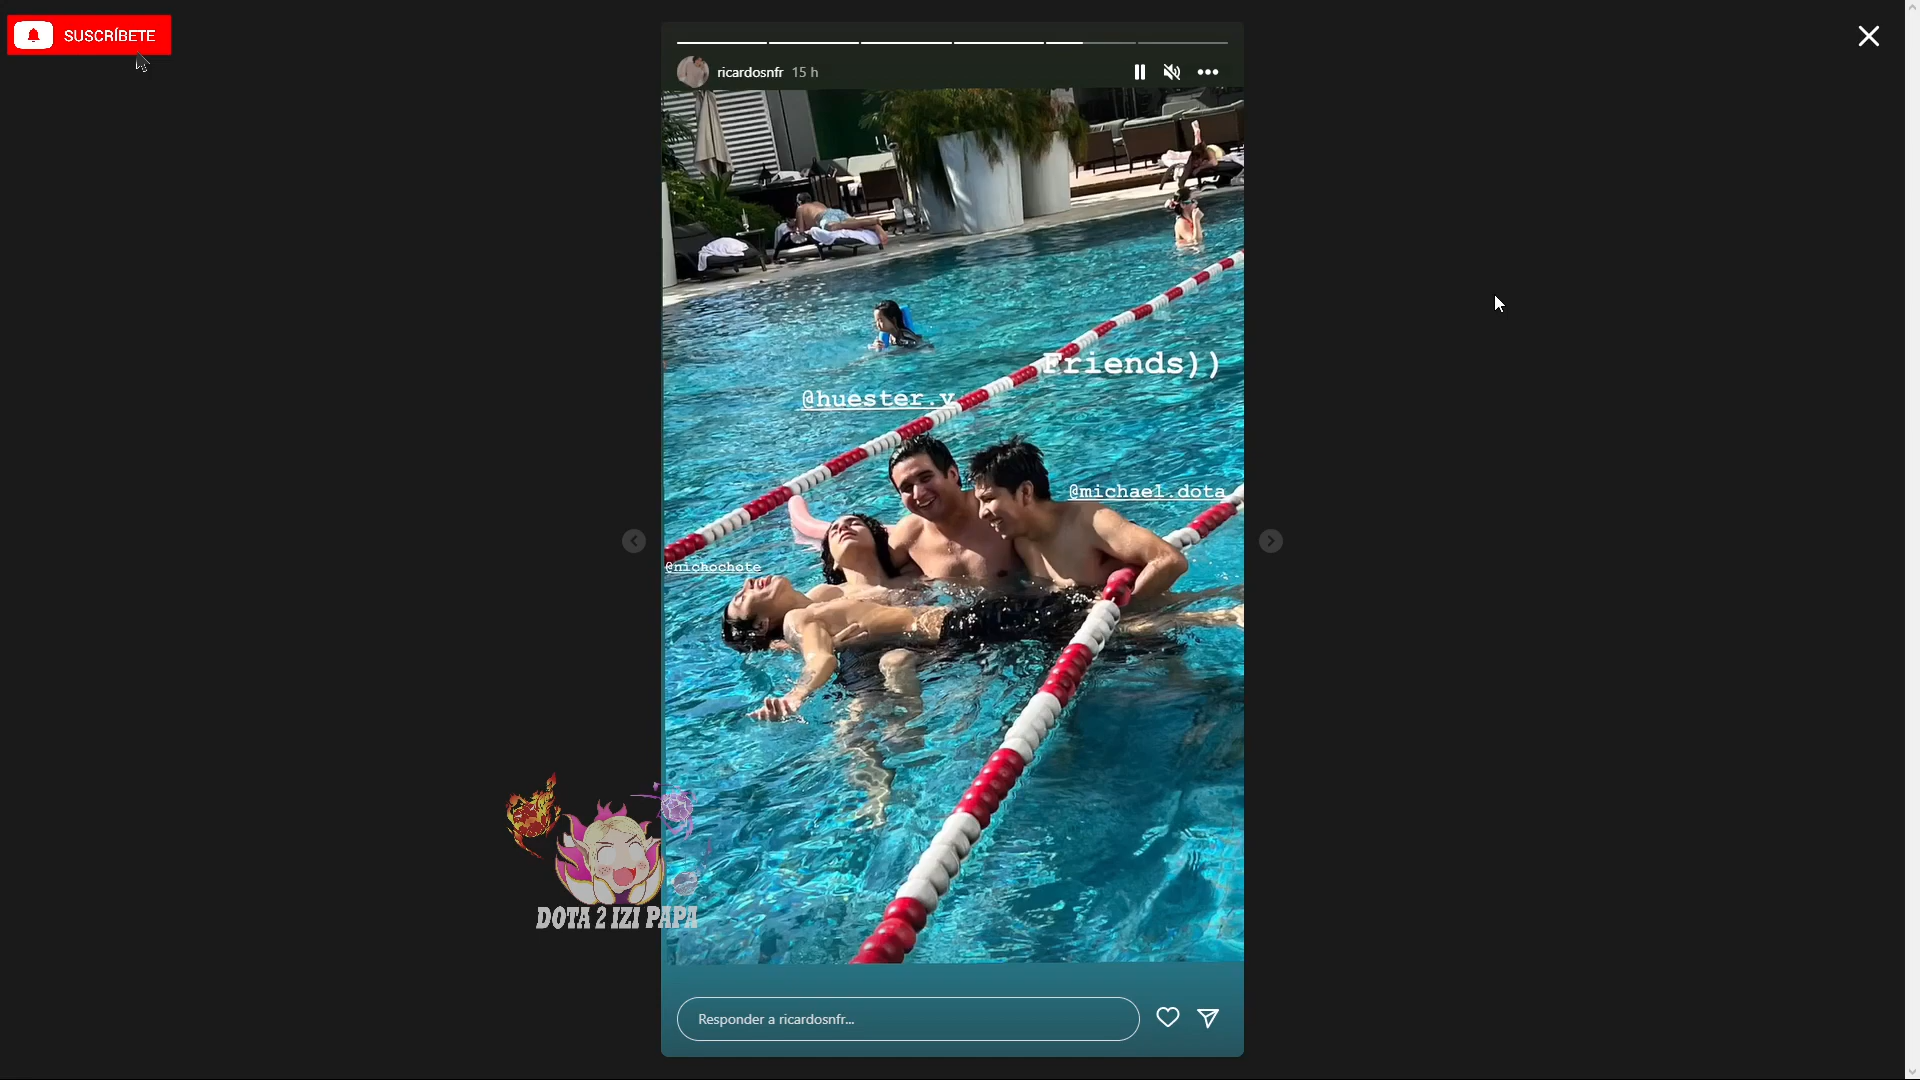 SUSCRÍBETE
ricardosnfr 15 h
Friends))
@huester.y
@michael.dota
@nichochote
DOTA 2 IZI PAPA
Responder a ricardosnfr...